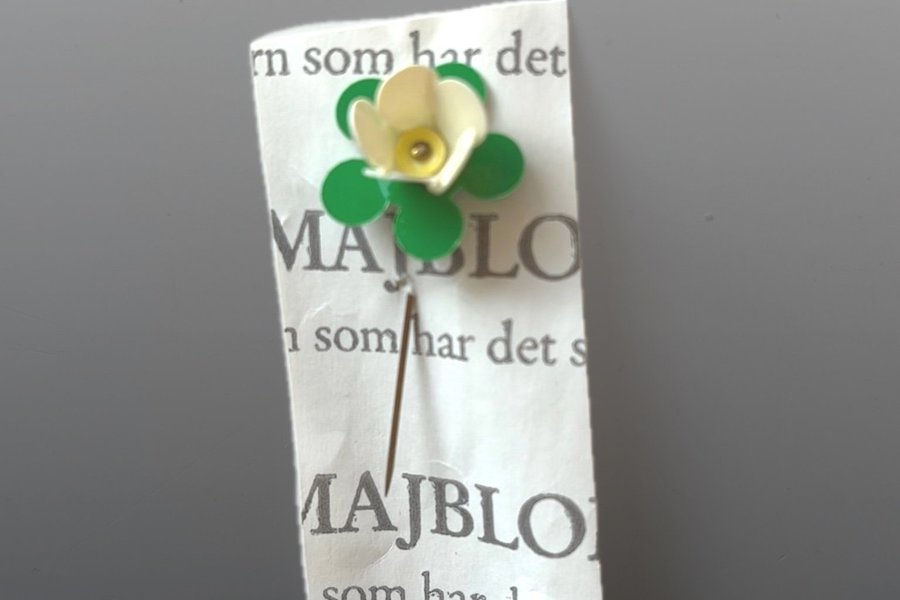 rn som har det
MAJBLO
n som har det s
MAJBLO
som har d